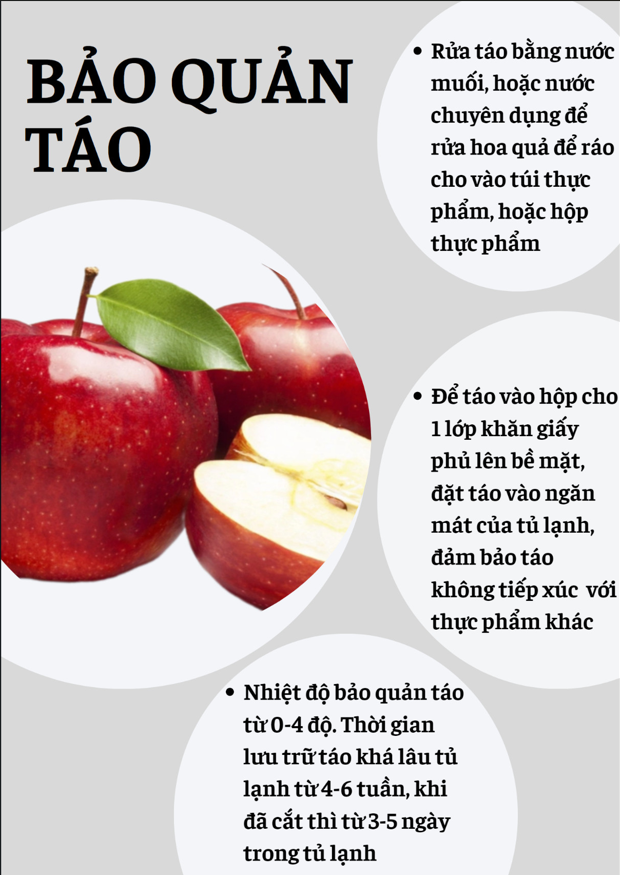 BẢO QUẢN
TÁO
• Rửa táo bằng nước
muối, hoặc nước
chuyên dụng để
rửa hoa quả để ráo
cho vào túi thực
phẩm, hoặc hộp
thực phẩm
• Để táo vào hộp cho
1 lớp khăn giấy
phủ lên bề mặt,
đặt táo vào ngăn
mát của tủ lạnh,
đảm bảo táo
không tiếp xúc với
thực phẩm khác
• Nhiệt độ bảo quản táo
từ 0-4 độ. Thời gian
lưu trữ táo khá lâu tủ
lạnh từ 4-6 tuần, khi
đã cắt thì từ 3-5 ngày
trong tủ lạnh